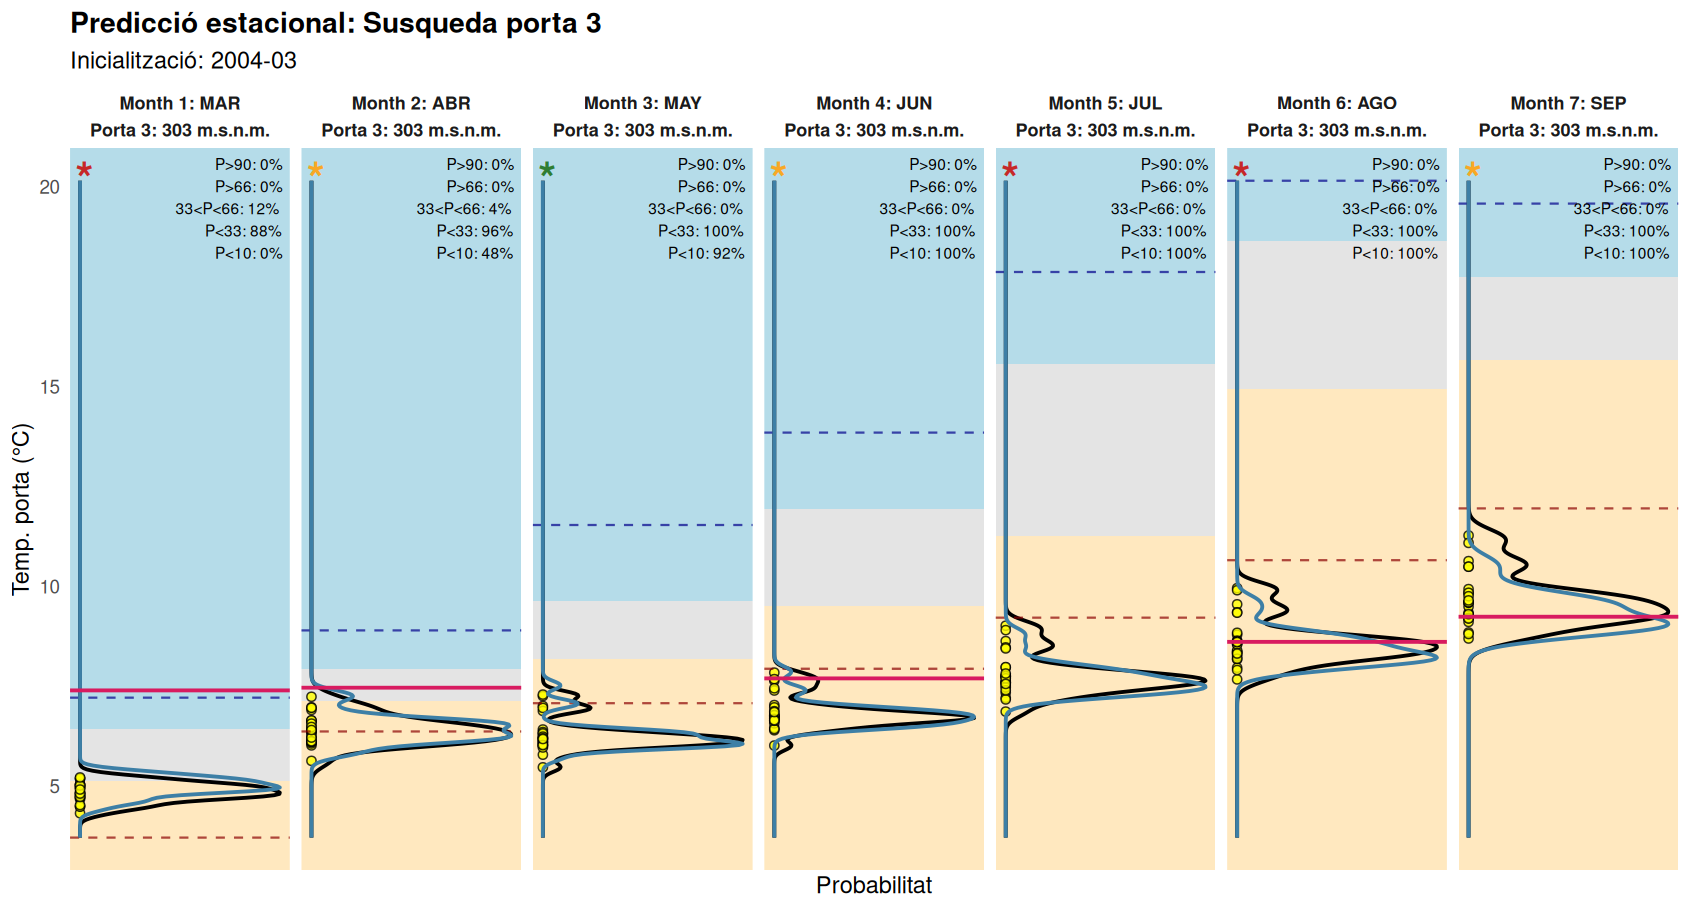 Predicció estacional: Susqueda porta 3
Inicialització: 2004-03
Month 1: MAR
Porta 3: 303 m.s.n.m.
Month 2: ABR
Porta 3: 303 m.s.n.m.
Month 3: MAY
Porta 3: 303 m.s.n.m.
Month 4: JUN
Porta 3: 303 m.s.n.m.
Month 5: JUL
Porta 3: 303 m.s.n.m.
Month 6: AGO
Porta 3: 303 m.s.n.m.
Month 7: SEP
Porta 3: 303 m.s.n.m.
Temp. porta (°C)
20
15
10
5
*
P>90: 0%
P>66: 0%
33<P<66: 12%
P<33: 88%
P<10: 0%
*
P>90: 0%
P>66: 0%
33<P<66: 4%
P<33: 96%
P<10: 48%
*
P>90: 0%
P>66: 0%
33<P<66: 0%
P<33: 100%
P<10: 92%
*
P>90: 0%
P>66: 0%
33<P<66: 0%
P<33: 100%
P<10: 100%
*
P>90: 0%
P>66: 0%
33<P<66: 0%
P<33: 100%
P<10: 100%
*
P>90: 0%
P>66: 0%
33<P<66: 0%
P<33: 100%
P<10: 100%
*
P>90: 0%
P>66: 0%
33<P<66: 0%
P<33: 100%
P<10: 100%
Probabilitat